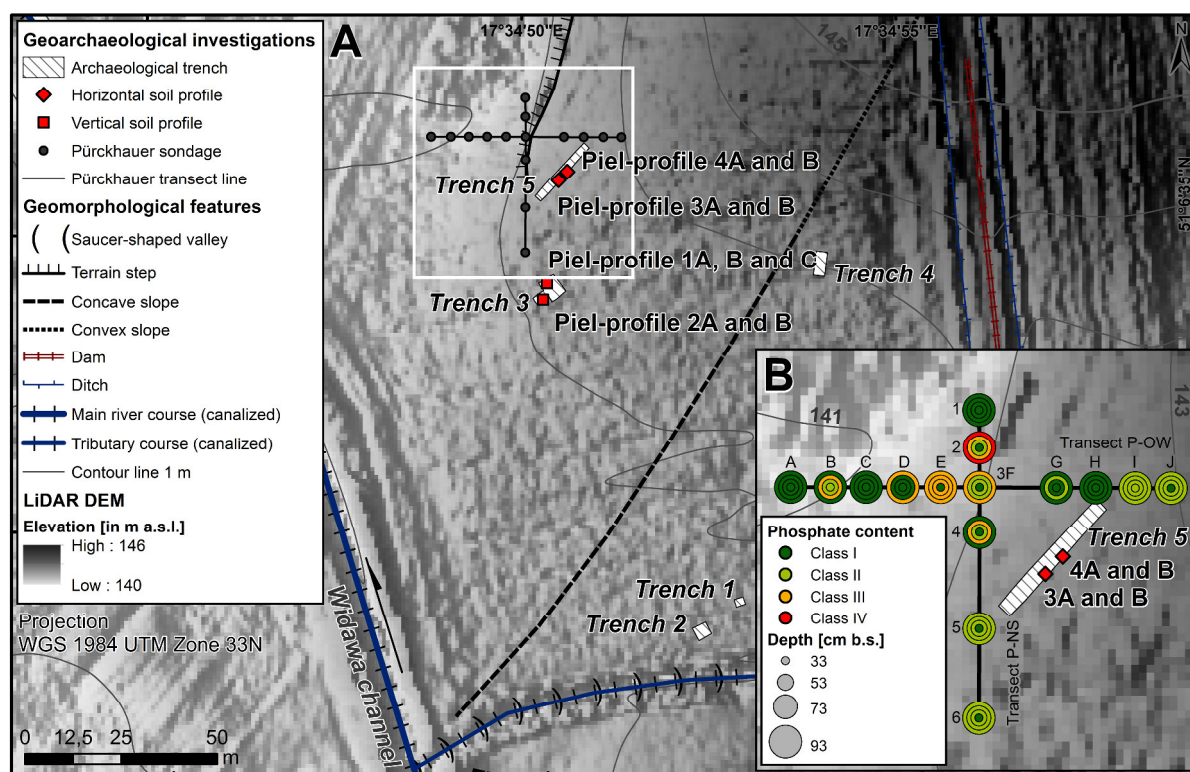 Geoarchaeological investigations
Archaeological trench
Horizontal soil profile
Vertical soil profile
Pürckhauer sondage
Pürckhauer transect line
Geomorphological features
Saucer-shaped valley
Terrain step
Concave slope
Convex slope
Dam
Ditch
Main river course (canalized)
Tributary course (canalized)
Contour line 1 m
LiDAR DEM
Elevation [in m a.s.l.]
High : 146
Low : 140
Projection
WGS 1984 UTM Zone 33N
0 12,5 25 50
m
A
17°34'50"E
17°34'55"E
N
145
51°6'35"N
Piel-profile 4A and B
Trench 5
Piel-profile 3A and B
Piel-profile 1A, B and C
Trench 4
Trench 3
Piel-profile 2A and B
Trench 1
Trench 2
Widawa channel
B
141
143
1
2
Transect P-OW
A B C D E 3F G H I J
4
Trench 5
4A and B
3A and B
5
Transect P-NS
6
Phosphate content
Class I
Class II
Class III
Class IV
Depth [cm b.s.]
33
53
73
93